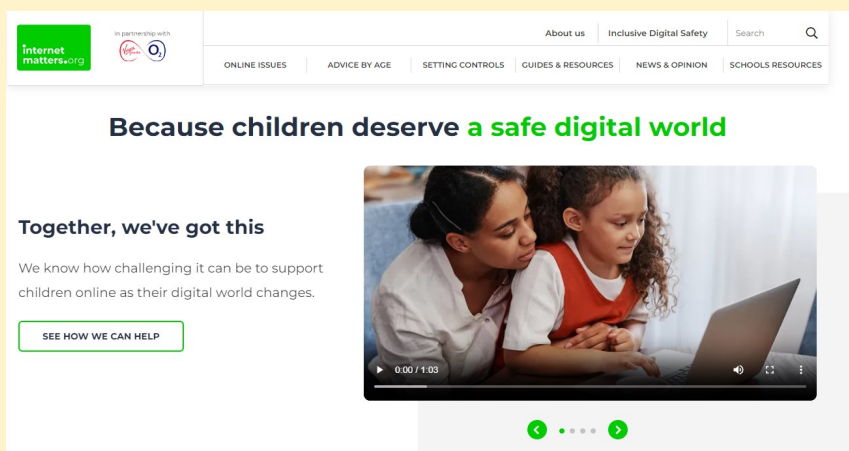 internet
matters.org
in partnership with
O2
About us
Inclusive Digital Safety
Search
ONLINE ISSUES
ADVICE BY AGE
SETTING CONTROLS
GUIDES & RESOURCES
NEWS & OPINION
SCHOOLS RESOURCES
Because children deserve a safe digital world
Together, we've got this
We know how challenging it can be to support
children online as their digital world changes.
SEE HOW WE CAN HELP
0:00 / 1:03